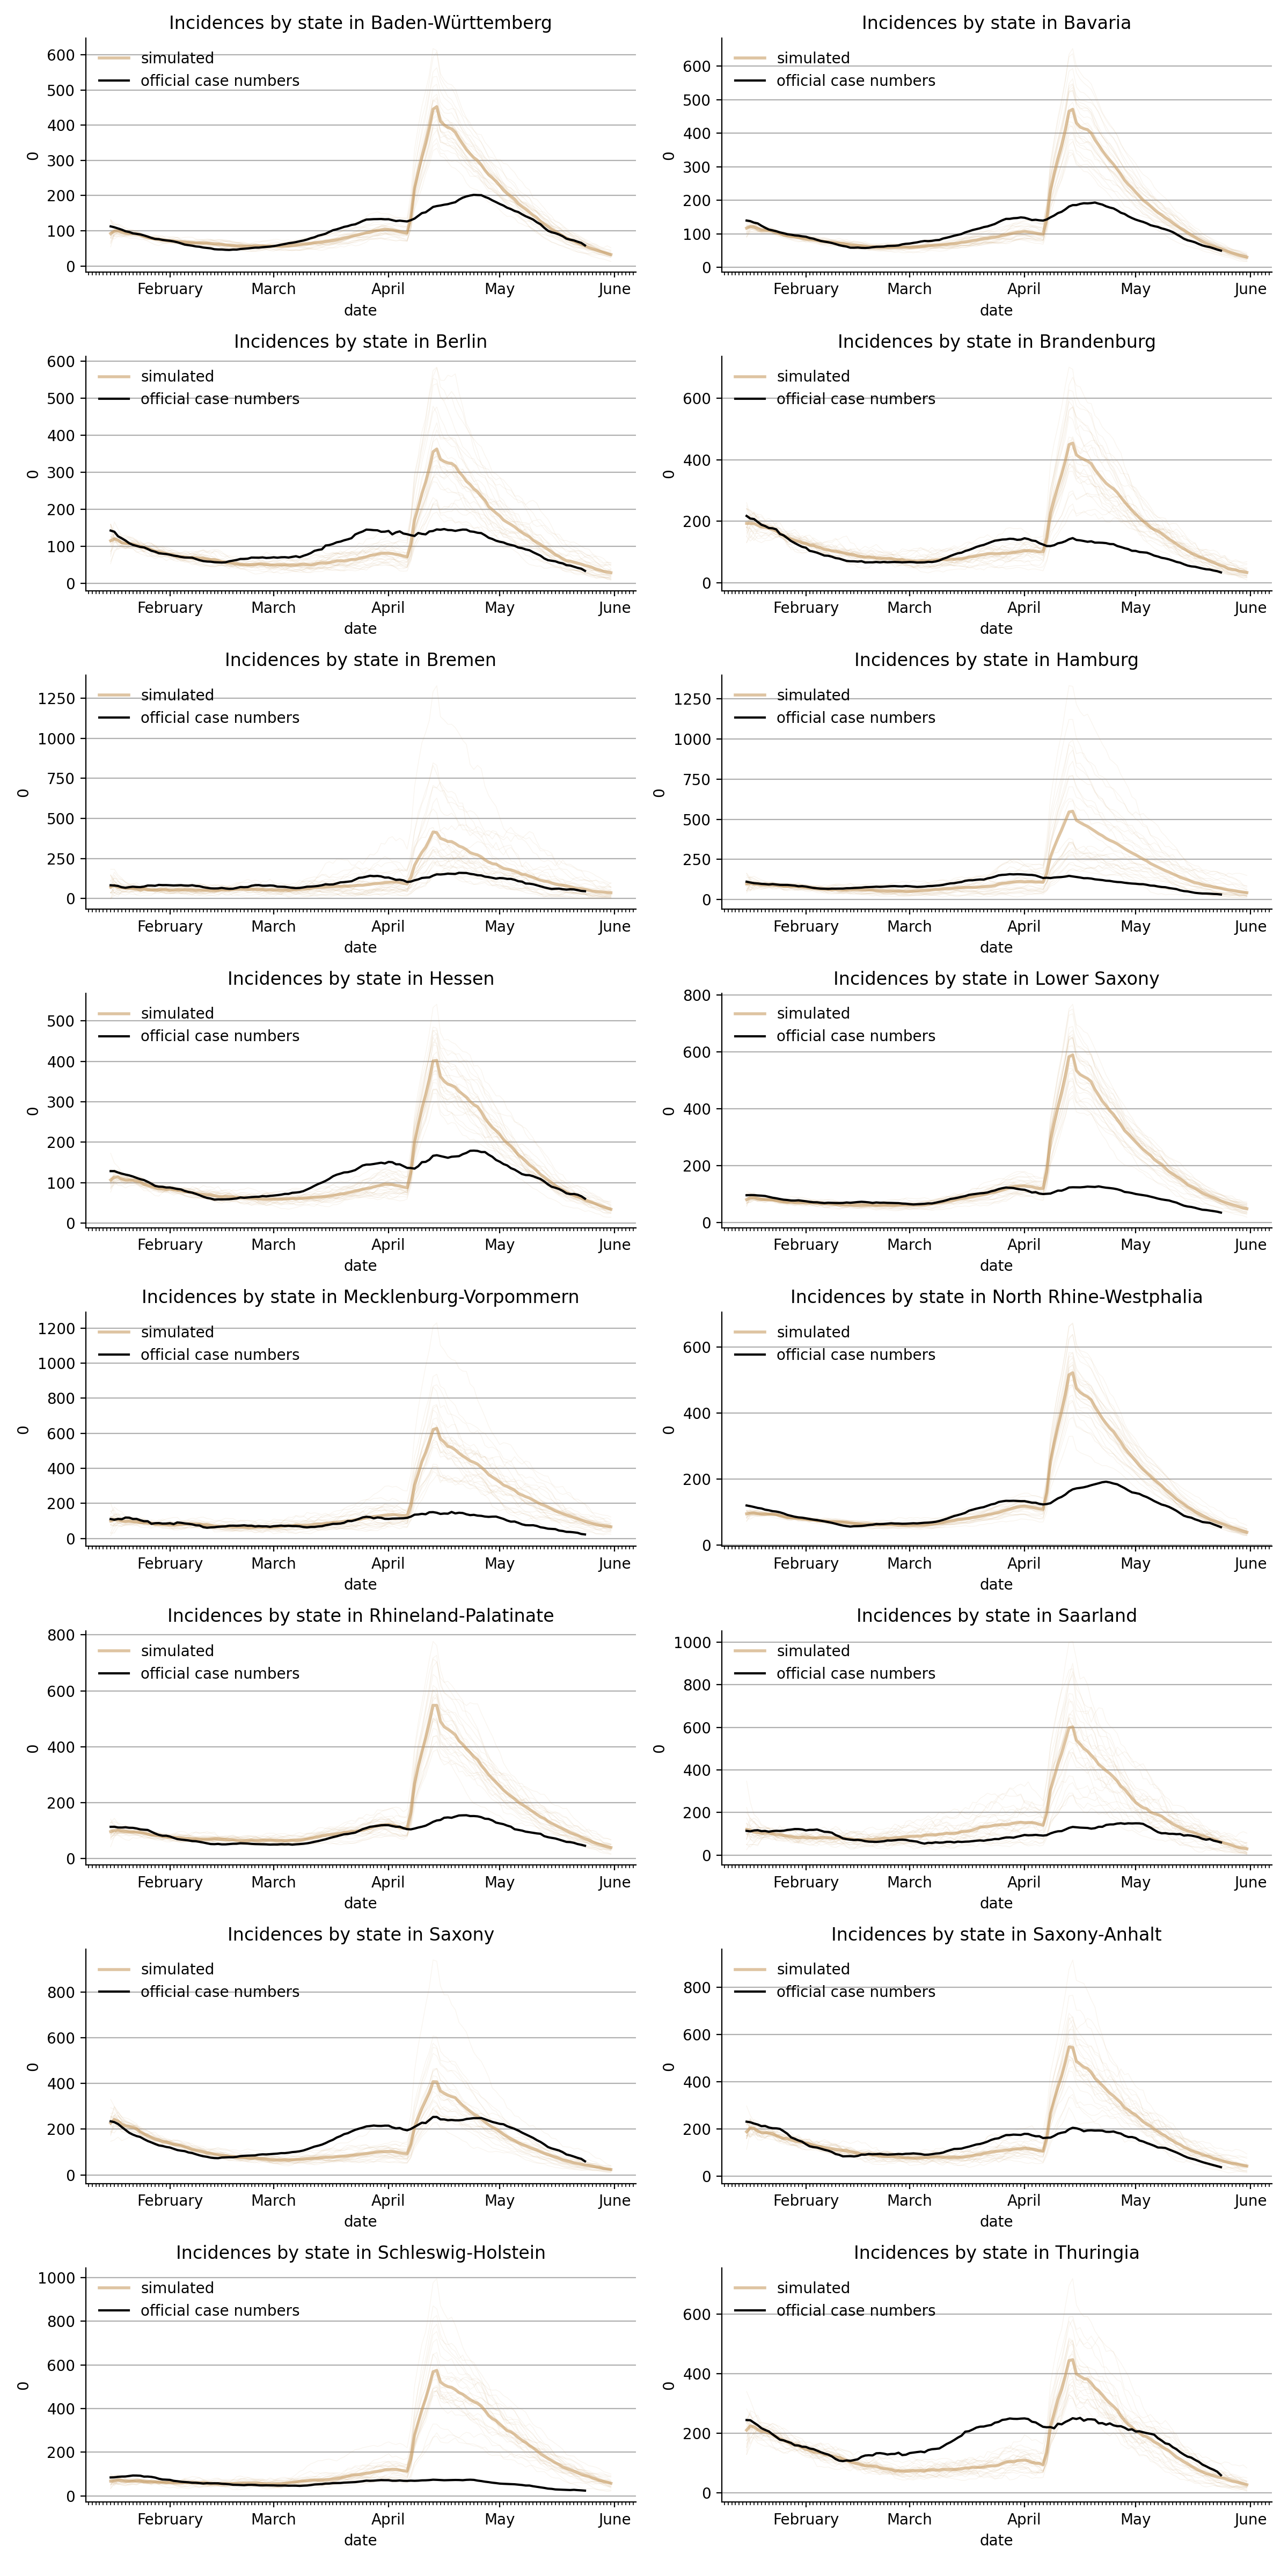 Incidences by state in Baden-Württemberg
simulated
official case numbers
600
500
400
300
200
100
0
0
February March April May June
date
Incidences by state in Bavaria
simulated
official case numbers
600
500
400
300
200
100
0
0
February March April May June
date
Incidences by state in Berlin
simulated
official case numbers
600
500
400
300
200
100
0
0
February March April May June
date
Incidences by state in Brandenburg
simulated
official case numbers
600
400
200
0
0
February March April May June
date
Incidences by state in Bremen
simulated
official case numbers
1250
1000
750
500
250
0
0
February March April May June
date
Incidences by state in Hamburg
simulated
official case numbers
1250
1000
750
500
250
0
0
February March April May June
date
Incidences by state in Hessen
simulated
official case numbers
500
400
300
200
100
0
0
February March April May June
date
Incidences by state in Lower Saxony
simulated
official case numbers
800
600
400
200
0
0
February March April May June
date
Incidences by state in Mecklenburg-Vorpommern
simulated
official case numbers
1200
1000
800
600
400
200
0
0
February March April May June
date
Incidences by state in North Rhine-Westphalia
simulated
official case numbers
600
400
200
0
0
February March April May June
date
Incidences by state in Rhineland-Palatinate
simulated
official case numbers
800
600
400
200
0
0
February March April May June
date
Incidences by state in Saarland
simulated
official case numbers
1000
800
600
400
200
0
0
February March April May June
date
Incidences by state in Saxony
simulated
official case numbers
800
600
400
200
0
0
February March April May June
date
Incidences by state in Saxony-Anhalt
simulated
official case numbers
800
600
400
200
0
0
February March April May June
date
Incidences by state in Schleswig-Holstein
simulated
official case numbers
1000
800
600
400
200
0
0
February March April May June
date
Incidences by state in Thuringia
simulated
official case numbers
600
400
200
0
0
February March April May June
date